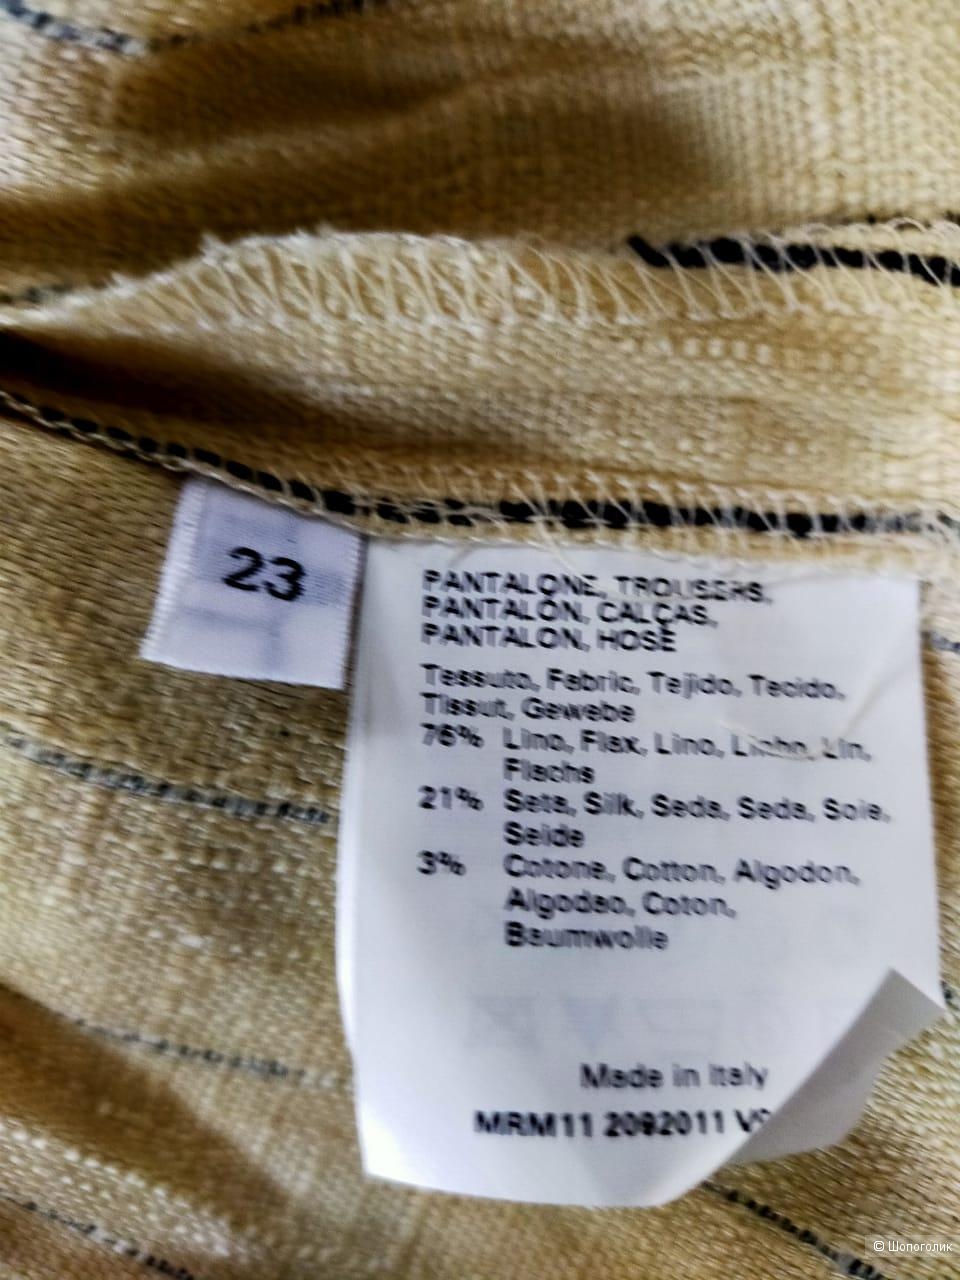 23
PANTALONE, TROUSERS,
PANTALÓN, CALÇAS,
PANTALON, HOSE
Tessuto, Fabric, Tejido, Tecido,
Tissut, Gewebe
76% Lino, Flax, Lino, Linho, Lin,
Flachs
21% Seta, Silk, Seda, Seda, Soie,
Seide
3% Cotone, Cotton, Algodon,
Algodao, Coton,
Baumwolle
Made in Italy
MRM11 2092011
© Шопоголик